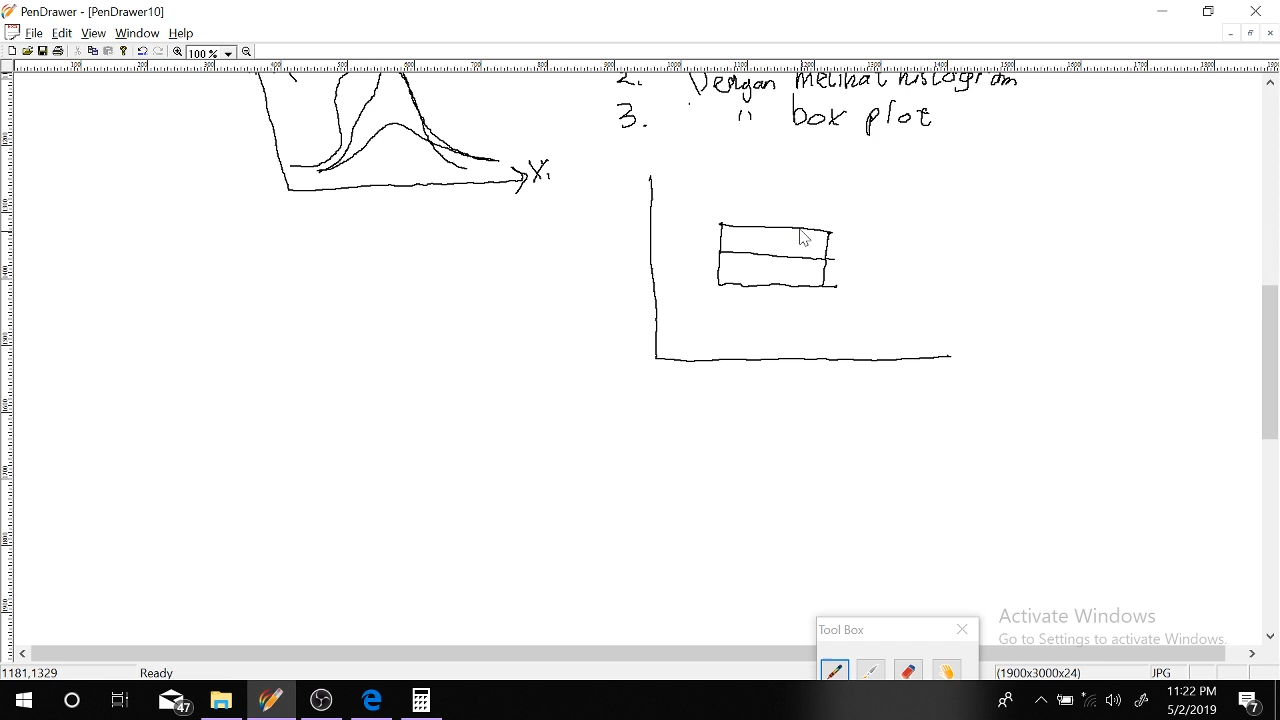 PenDrawer - [PenDrawer10]
File Edit View Window Help
100 %
2. Dengan melihat histogram
3. " box plot
X₁
Tool Box
Activate Windows
Go to Settings to activate Windows.
1181,1329 Ready (1900x3000x24) JPG
47
11:22 PM
5/2/2019
7